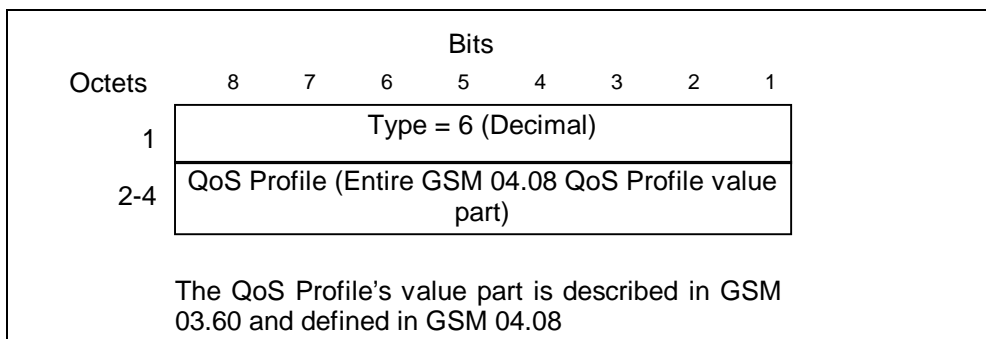 Bits
Octets 8 7 6 5 4 3 2 1
1 Type = 6 (Decimal)
2-4 QoS Profile (Entire GSM 04.08 QoS Profile value
part)
The QoS Profile's value part is described in GSM
03.60 and defined in GSM 04.08